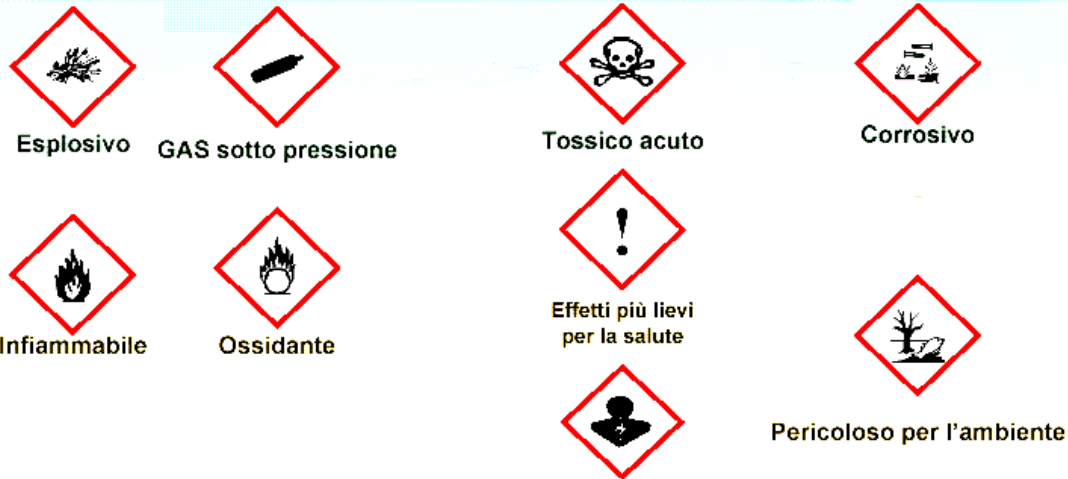 Esplosivo
GAS sotto pressione
Tossico acuto
Corrosivo
Infiammabile
Ossidante
Effetti più lievi
per la salute
Pericoloso per l'ambiente